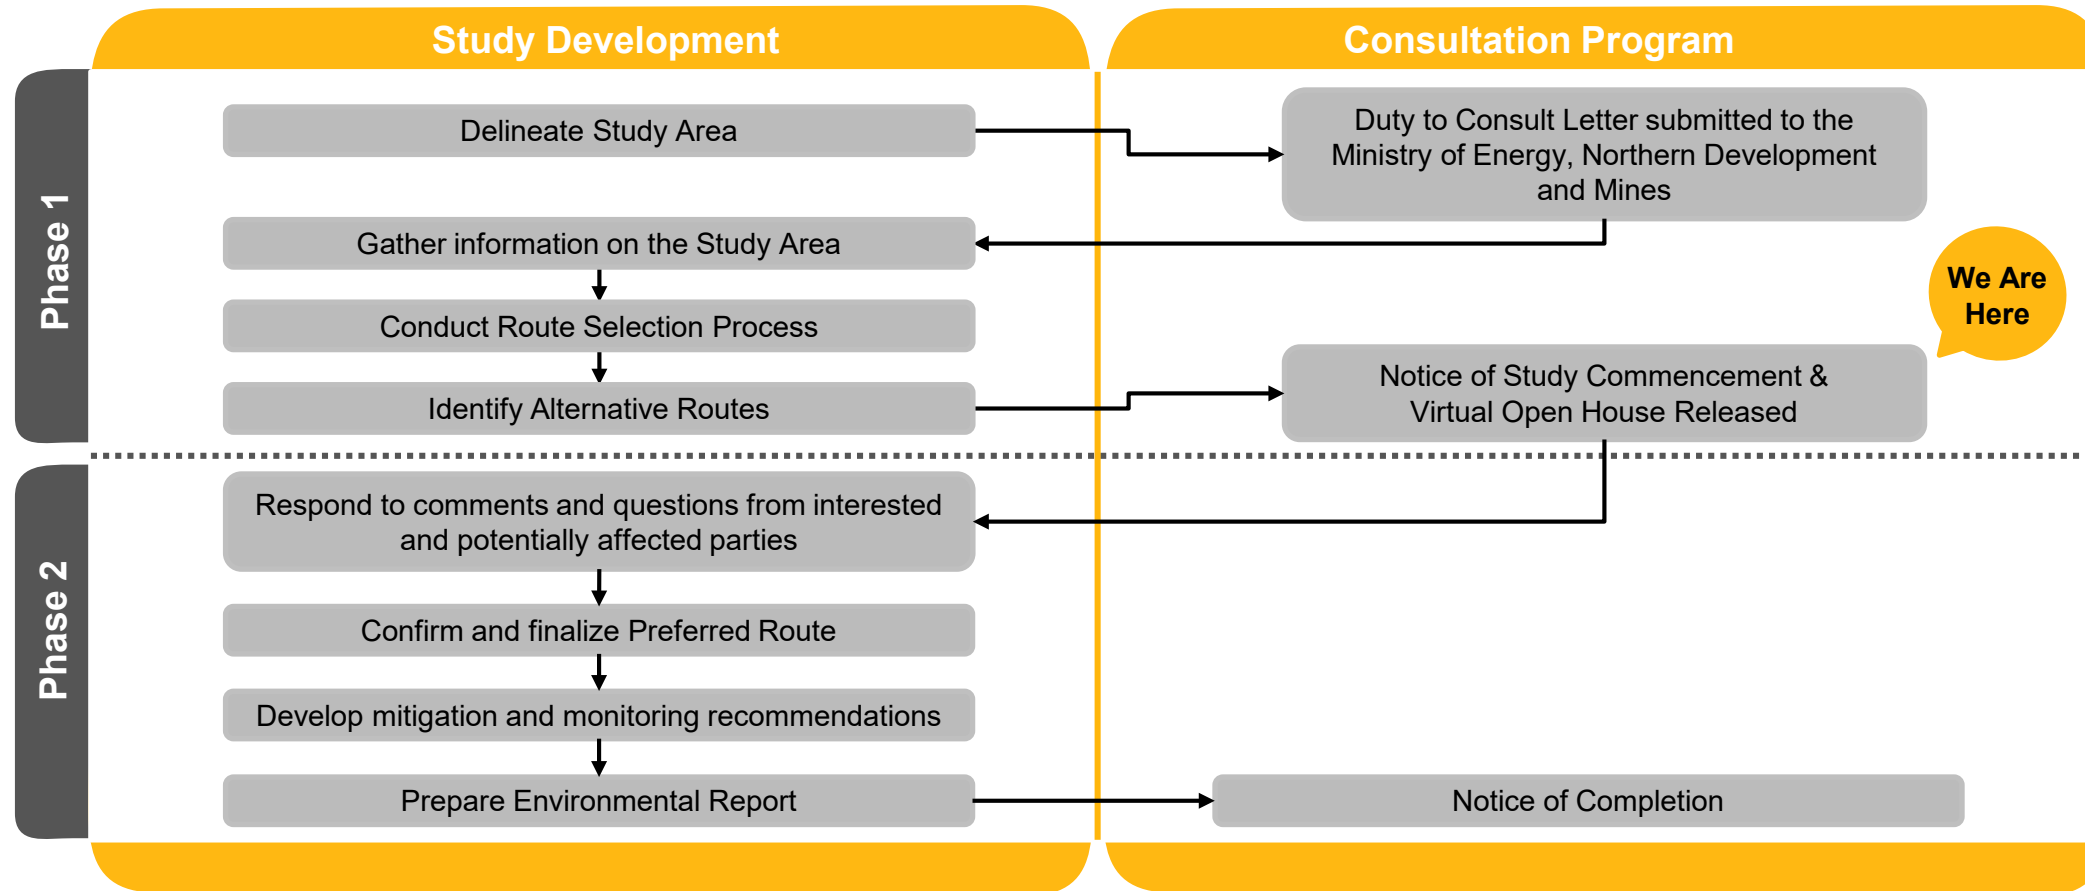 Study Development
Consultation Program
Phase 1
Delineate Study Area
Duty to Consult Letter submitted to the
Ministry of Energy, Northern Development
and Mines
Gather information on the Study Area
We Are
Here
Conduct Route Selection Process
Identify Alternative Routes
Notice of Study Commencement &
Virtual Open House Released
Phase 2
Respond to comments and questions from interested
and potentially affected parties
Confirm and finalize Preferred Route
Develop mitigation and monitoring recommendations
Prepare Environmental Report
Notice of Completion